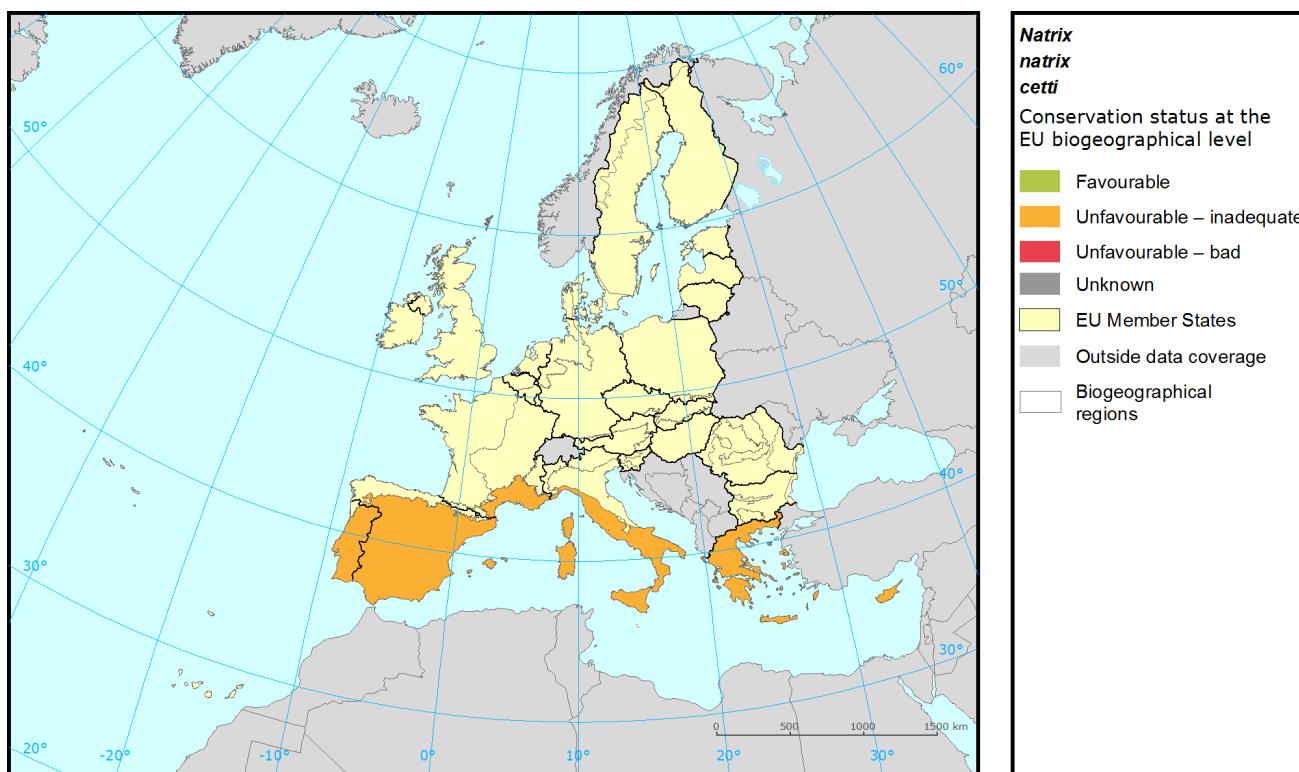 Natrix
natrix
cetti
Conservation status at the
EU biogeographical level
Favourable
Unfavourable – inadequate
Unfavourable – bad
Unknown
EU Member States
Outside data coverage
Biogeographical
regions
60°
50°
50°
40°
40°
30°
30°
0 500 1000 1500 km
20° -20° -10° 0° 10° 20° 30°